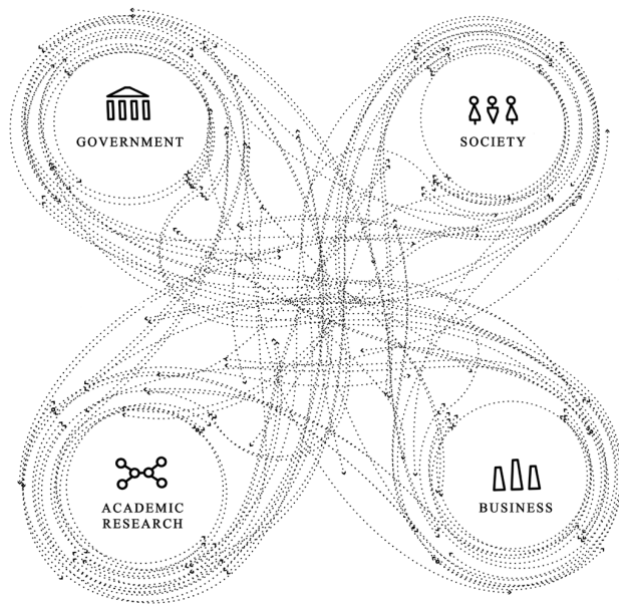 GOVERNMENT
SOCIETY
ACADEMIC
RESEARCH
BUSINESS